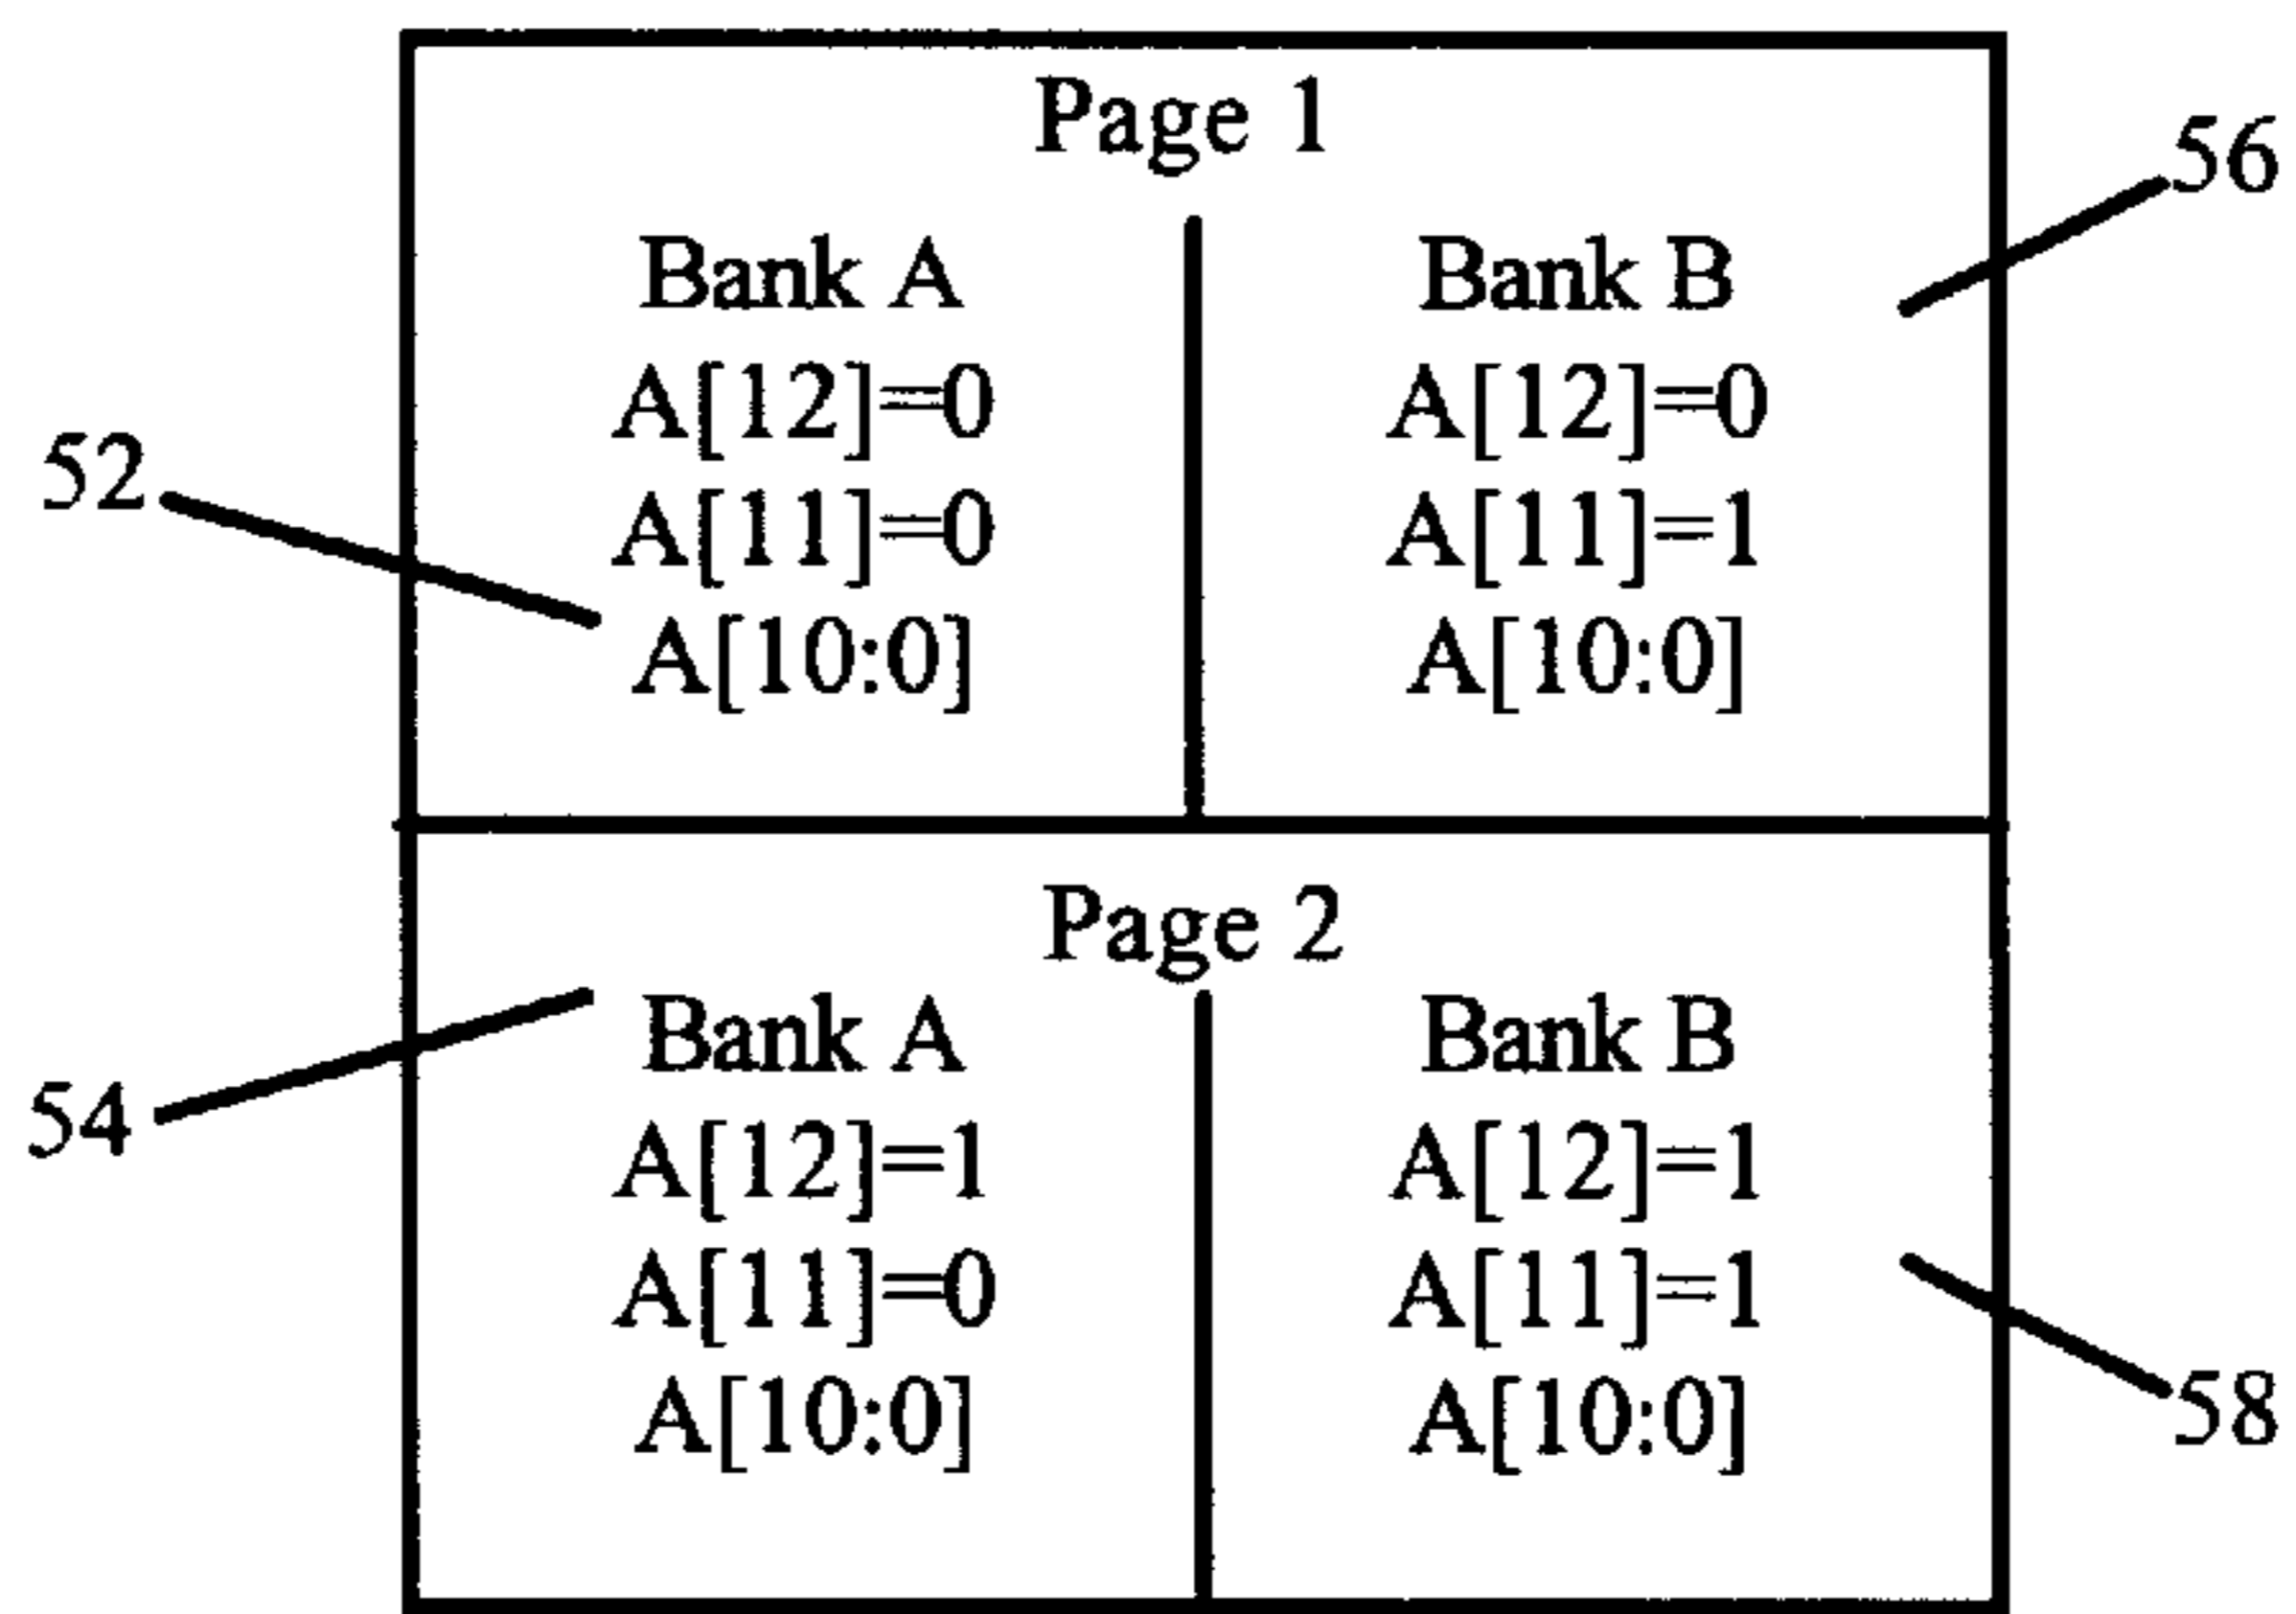 Page 1
56
Bank A Bank B
A[12]=0 A[12]=0
52
A[11]=0 A[11]=1
A[10:0] A[10:0]
Page 2
Bank A Bank B
54
A[12]=1 A[12]=1
A[11]=0 A[11]=1
A[10:0] A[10:0]
58